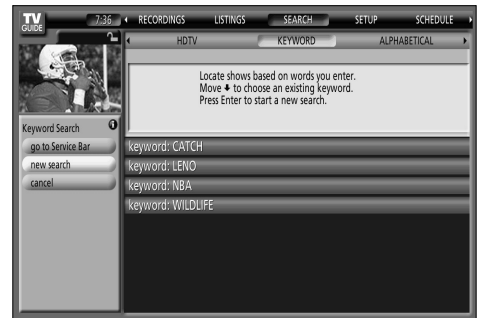 TV
GUIDE
7:36
RECORDINGS LISTINGS SEARCH SETUP SCHEDULE
HDTV KEYWORD ALPHABETICAL
Locate shows based on words you enter.
Move ↓ to choose an existing keyword.
Press Enter to start a new search.
Keyword Search
go to Service Bar
new search
cancel
keyword: CATCH
keyword: LENO
keyword: NBA
keyword: WILDLIFE